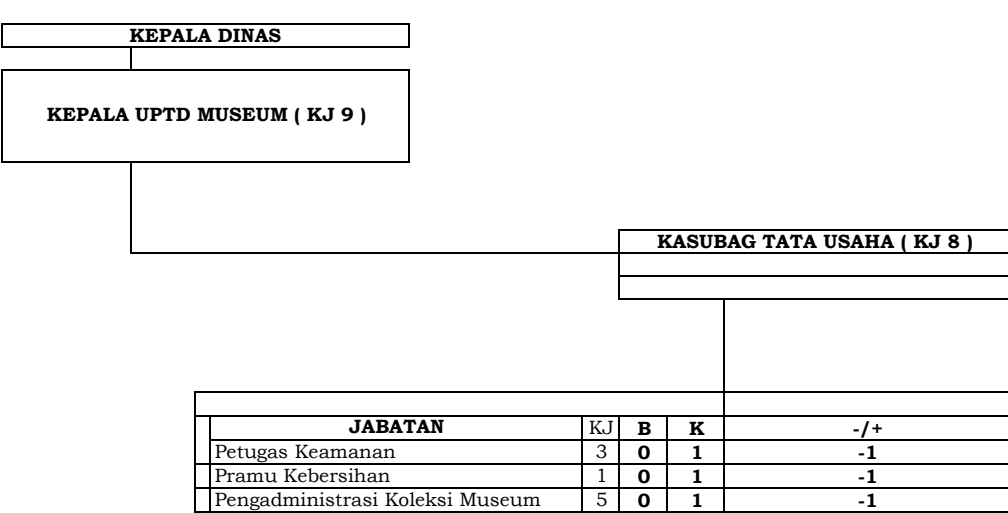 KEPALA DINAS
KEPALA UPTD MUSEUM ( KJ 9 )
KASUBAG TATA USAHA ( KJ 8 )
JABATAN KJ B K -/+
Petugas Keamanan 3 0 1 -1
Pramu Kebersihan 1 0 1 -1
Pengadministrasi Koleksi Museum 5 0 1 -1